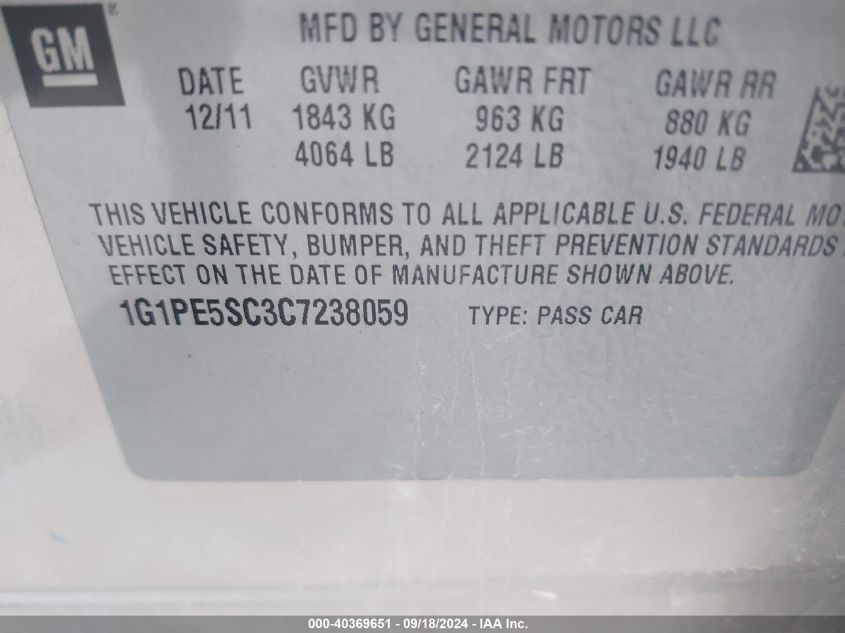 GM
MFD BY GENERAL MOTORS LLC
DATE GVWR GAWR FRT GAWR RR
12/11 1843 KG 963 KG 880 KG
4064 LB 2124 LB 1940 LB
THIS VEHICLE CONFORMS TO ALL APPLICABLE U.S. FEDERAL MO
VEHICLE SAFETY, BUMPER, AND THEFT PREVENTION STANDARDS
EFFECT ON THE DATE OF MANUFACTURE SHOWN ABOVE.
1G1PE5SC3C7238059 TYPE: PASS CAR
000-40369651 - 09/18/2024 - IAA Inc.